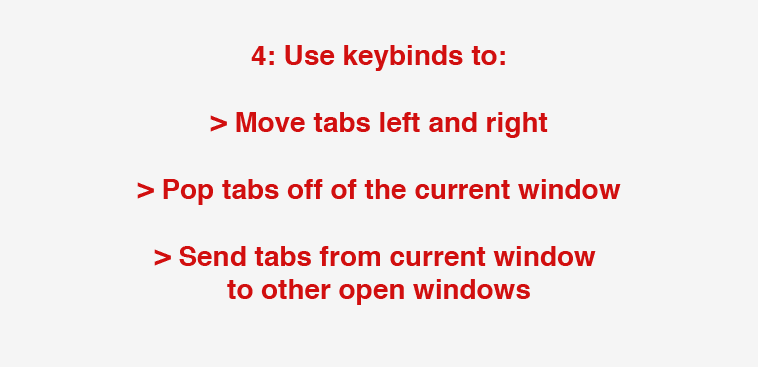 4: Use keybinds to:
> Move tabs left and right
> Pop tabs off of the current window
> Send tabs from current window
to other open windows